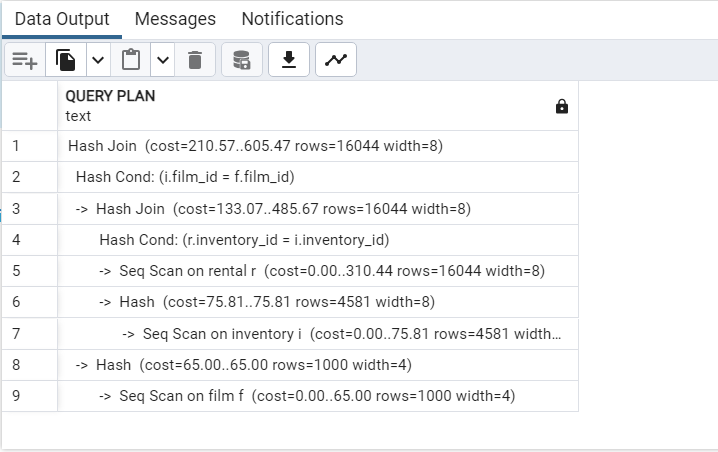 Data Output Messages Notifications
QUERY PLAN
text
1 Hash Join (cost=210.57..605.47 rows=16044 width=8)
2 Hash Cond: (i.film_id = f.film_id)
3 -> Hash Join (cost=133.07..485.67 rows=16044 width=8)
4 Hash Cond: (r.inventory_id = i.inventory_id)
5 -> Seq Scan on rental r (cost=0.00..310.44 rows=16044 width=8)
6 -> Hash (cost=75.81..75.81 rows=4581 width=8)
7 -> Seq Scan on inventory i (cost=0.00..75.81 rows=4581 width...
8 -> Hash (cost=65.00..65.00 rows=1000 width=4)
9 -> Seq Scan on film f (cost=0.00..65.00 rows=1000 width=4)